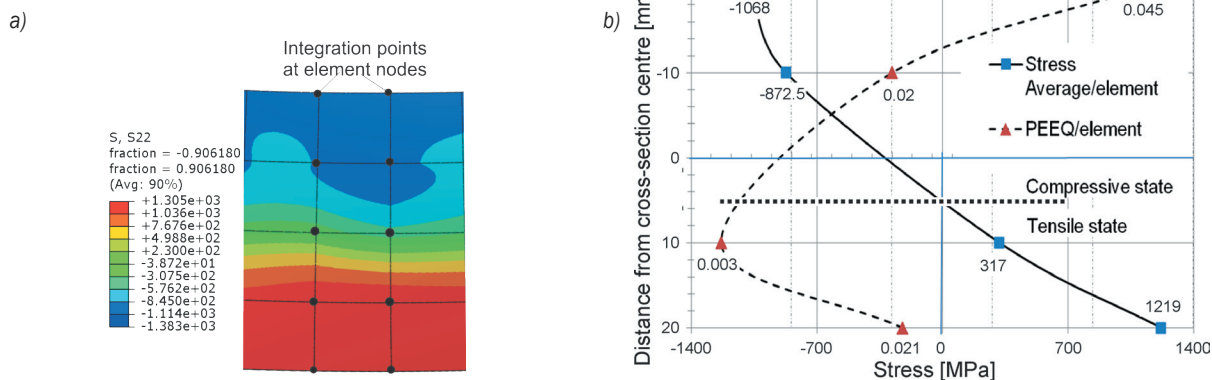 a)
Integration points
at element nodes
S, S22
fraction = -0.906180
fraction = 0.906180
(Avg: 90%)
+1.305e+03
+1.036e+03
+7.676e+02
+4.988e+02
+2.300e+02
-3.872e+01
-3.075e+02
-5.762e+02
-8.450e+02
-1.114e+03
-1.383e+03
b)
Distance from cross-section centre [mm
-1068
0.045
Stress
Average/element
PEEQ/element
-10
-872.5
0.02
0
Compressive state
Tensile state
10
0.003
317
1219
20
-1400
-700
0.021
0
700
1400
Stress [MPa]